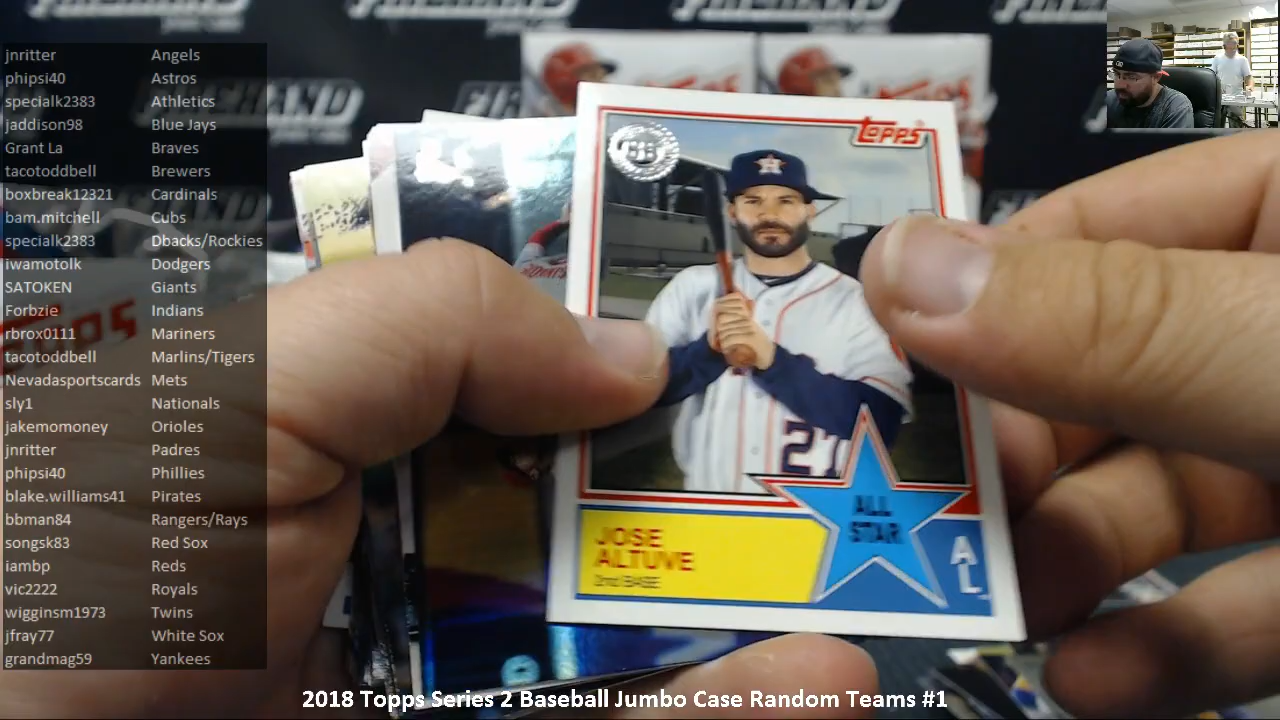 jnritter Angels
phipsi40 Astros
specialk2383 Athletics
jaddison98 Blue Jays
Grant La Braves
tacotoddbell Brewers
boxbreak12321 Cardinals
bam.mitchell Cubs
specialk2383 Dbacks/Rockies
iwamotolk Dodgers
SATOKEN Giants
Forbzie Indians
rbrox0111 Mariners
tacotoddbell Marlins/Tigers
Nevadasportscards Mets
sly1 Nationals
jakemomoney Orioles
jnritter Padres
phipsi40 Phillies
blake.williams41 Pirates
bbman84 Rangers/Rays
songsk83 Red Sox
iambp Reds
vic2222 Royals
wigginsm1973 Twins
jfray77 White Sox
grandmag59 Yankees
Topps
H
27
ALL
STAR
AL
JOSE
ALTUVE
2nd BASE
2018 Topps Series 2 Baseball Jumbo Case Random Teams #1